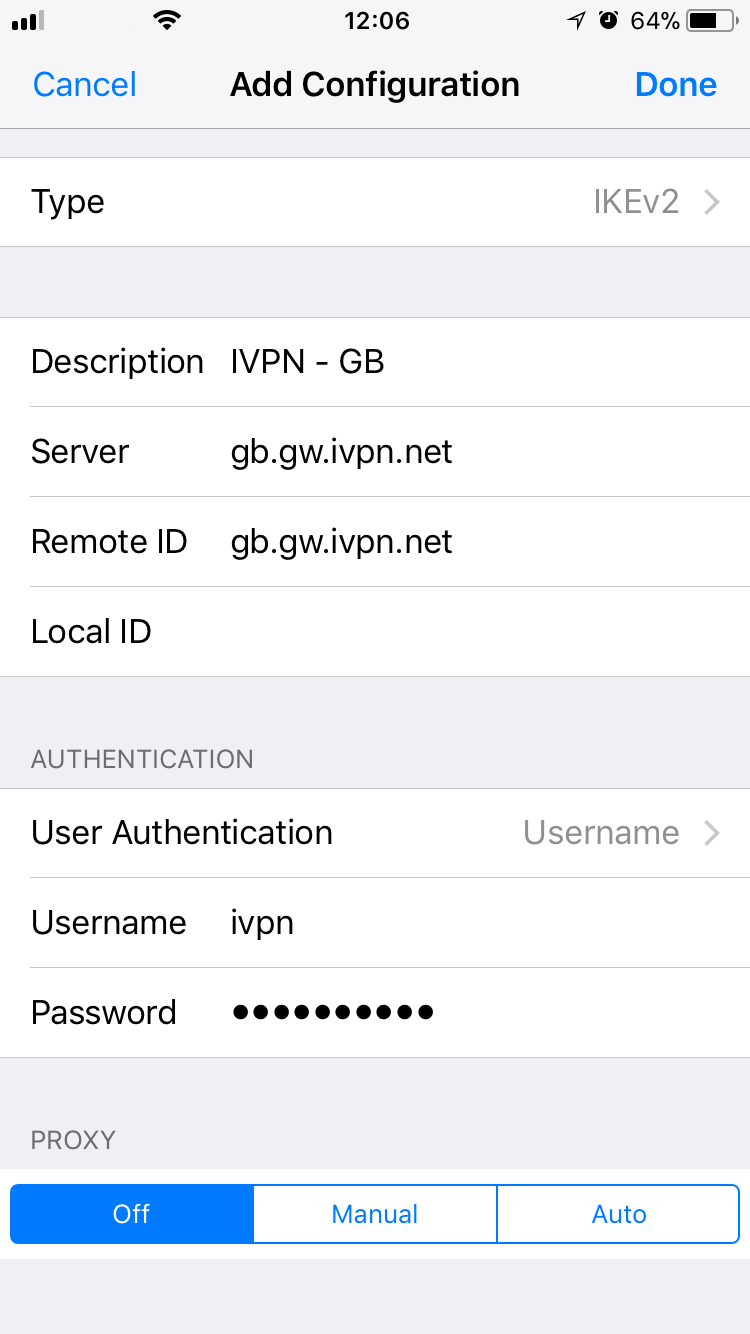 12:06 64%
Cancel Add Configuration Done
Type IKEv2
Description IVPN - GB
Server gb.gw.ivpn.net
Remote ID gb.gw.ivpn.net
Local ID
AUTHENTICATION
User Authentication Username
Username ivpn
Password ●●●●●●●●●●
PROXY
Off Manual Auto